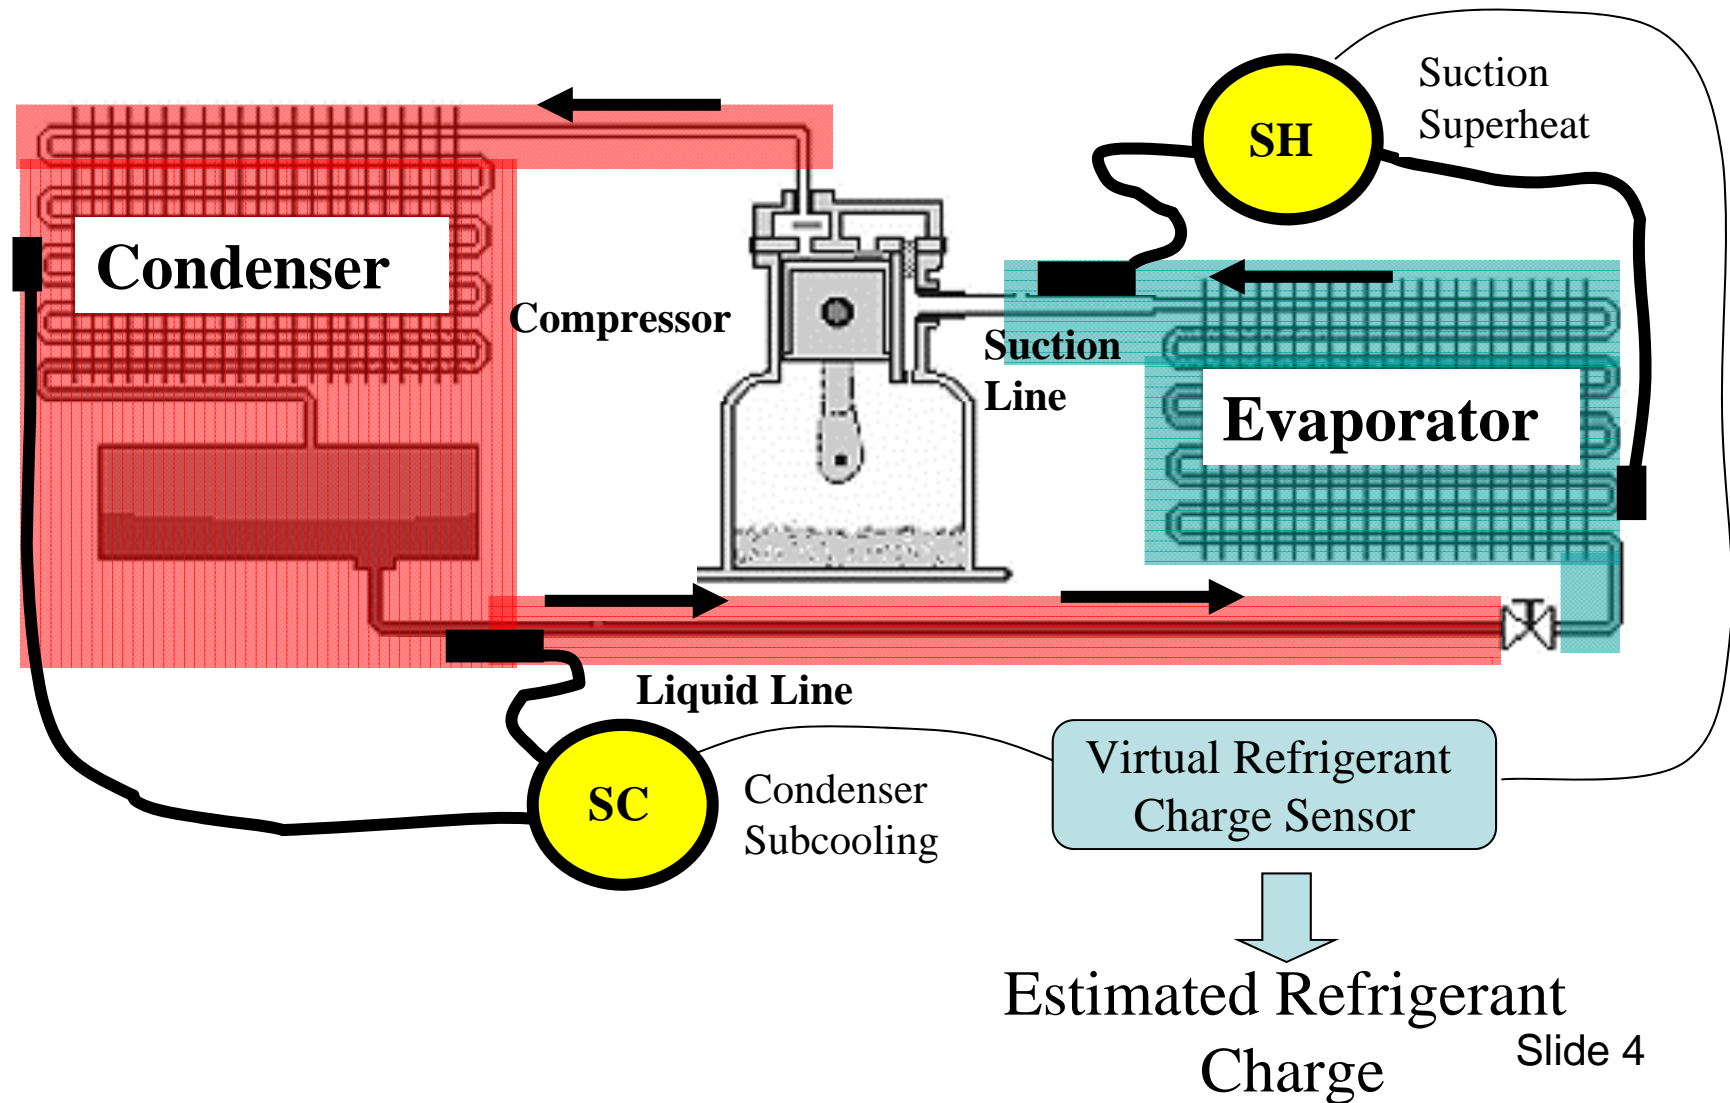 Suction
Superheat
SH
Condenser
Compressor
Suction
Line
Evaporator
Liquid Line
SC
Condenser
Subcooling
Virtual Refrigerant
Charge Sensor
Estimated Refrigerant
Charge
Slide 4